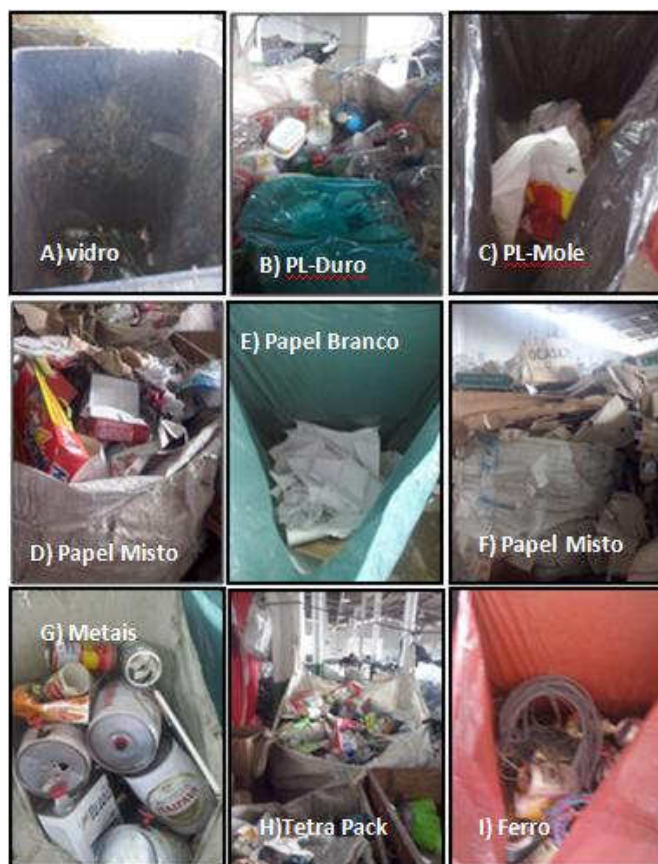 A) vidro
B) PL-Duro
C) PL-Mole
D) Papel Misto
E) Papel Branco
F) Papel Misto
G) Metais
H)Tetra Pack
I) Ferro